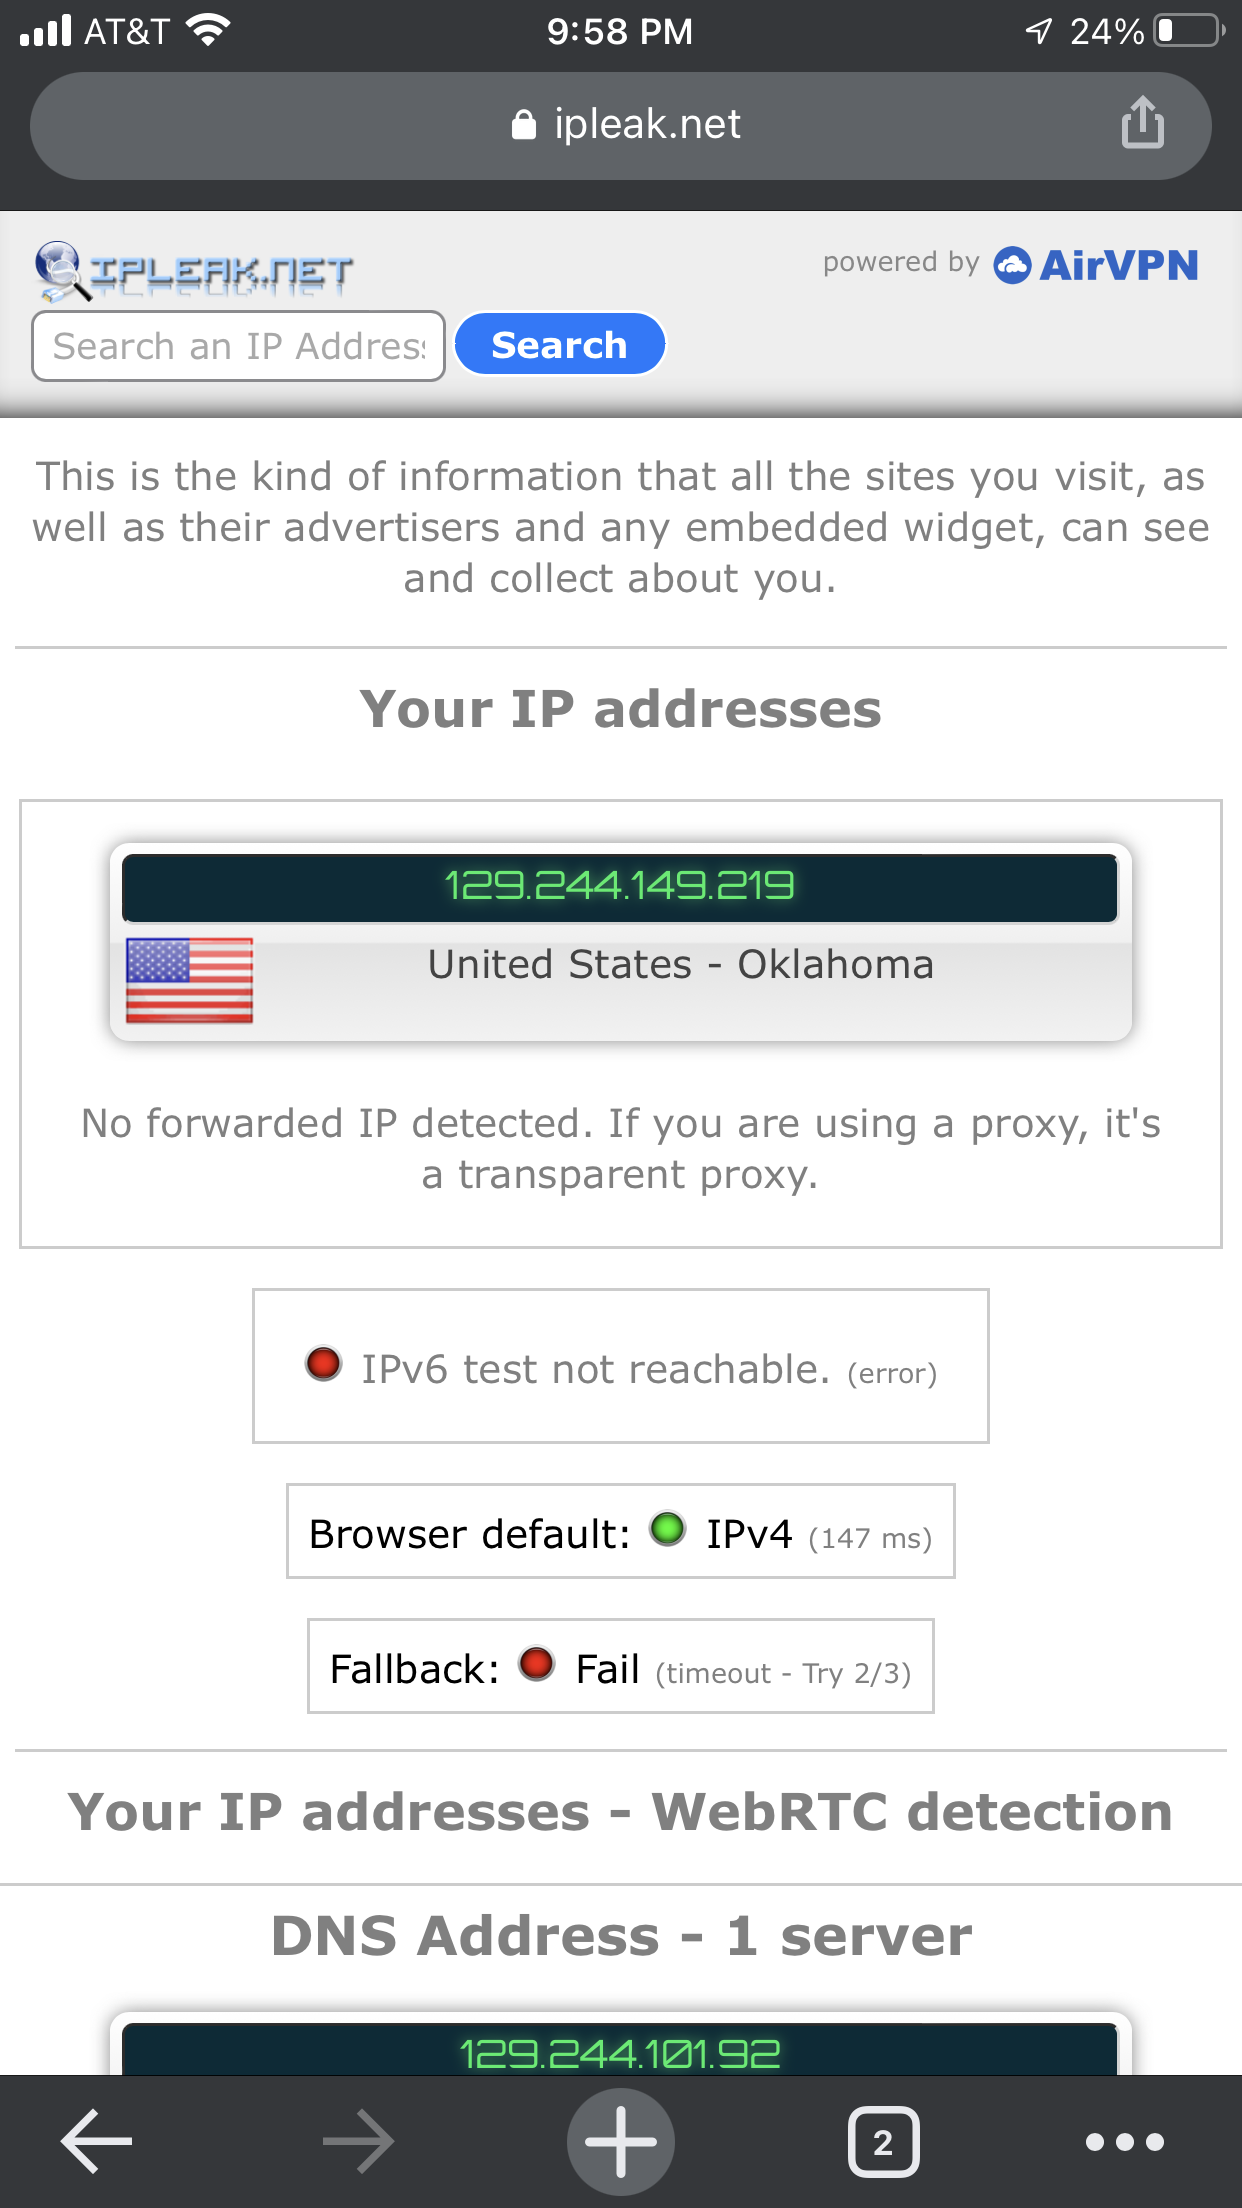 AT&T 9:58 PM 24%
ipleak.net
IPLEAK.NET powered by AirVPN
Search an IP Address Search
This is the kind of information that all the sites you visit, as
well as their advertisers and any embedded widget, can see
and collect about you.
Your IP addresses
129.244.149.219
United States - Oklahoma
No forwarded IP detected. If you are using a proxy, it's
a transparent proxy.
IPv6 test not reachable. (error)
Browser default: IPv4 (147 ms)
Fallback: Fail (timeout - Try 2/3)
Your IP addresses - WebRTC detection
DNS Address - 1 server
129.244.101.92
2